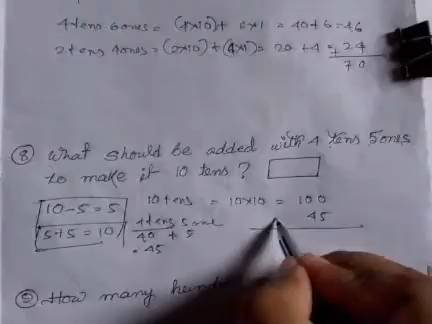 4 tens 6 ones = (4×10) + 6×1 = 40+6 = 46
2 tens 4 ones = (2×10) + (4×1) = 20 +4 = + 24
70
⑧ What should be added with 4 tens 5 ones
to make it 10 tens?
10-5 = 5
5+5 = 10
10 tens = 10×10 = 100
4 tens 5 one
40 + 5
= 45
45
⑨ How many